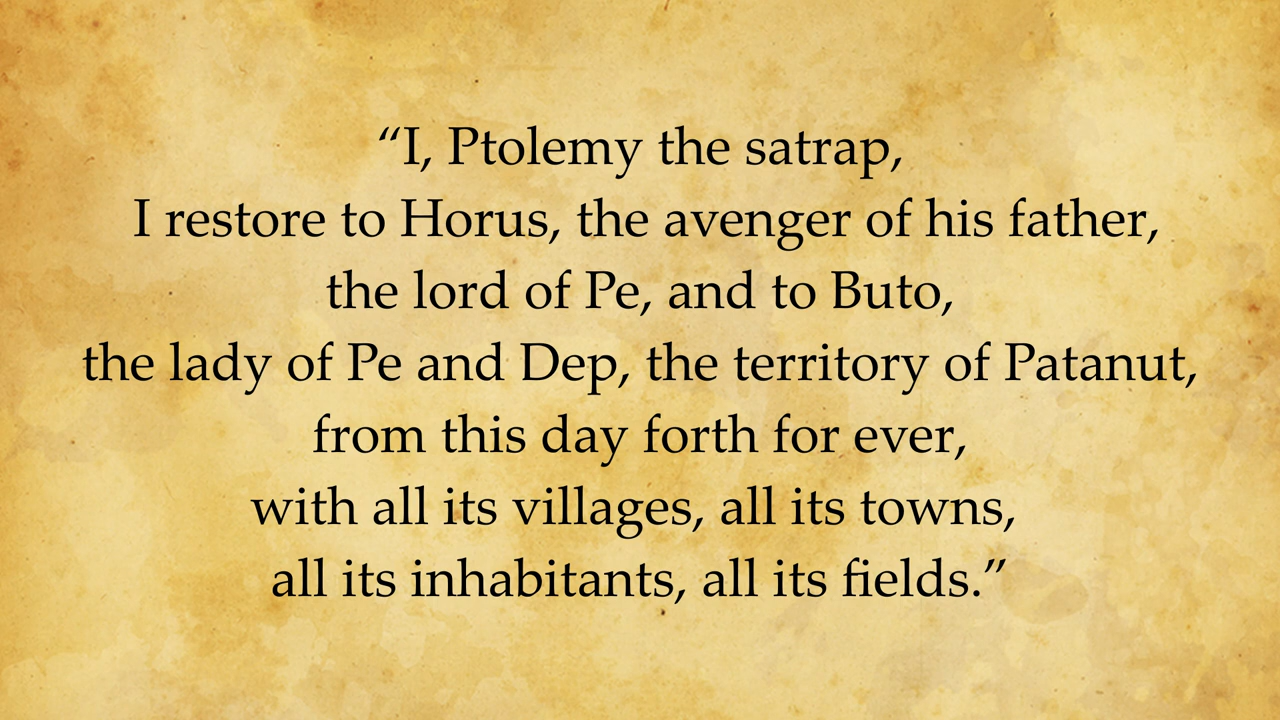 “I, Ptolemy the satrap,
I restore to Horus, the avenger of his father,
the lord of Pe, and to Buto,
the lady of Pe and Dep, the territory of Patanut,
from this day forth for ever,
with all its villages, all its towns,
all its inhabitants, all its fields.”